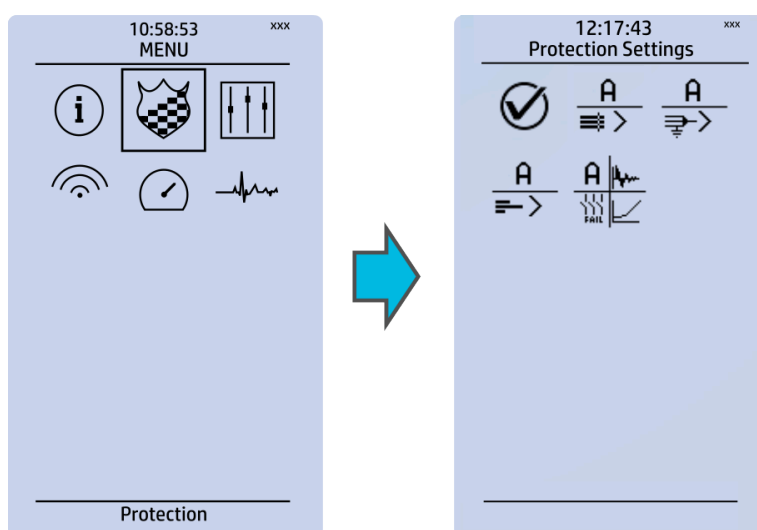 10:58:53 xxx
MENU
i
Protection
12:17:43 xxx
Protection Settings
A A
A A
FAIL